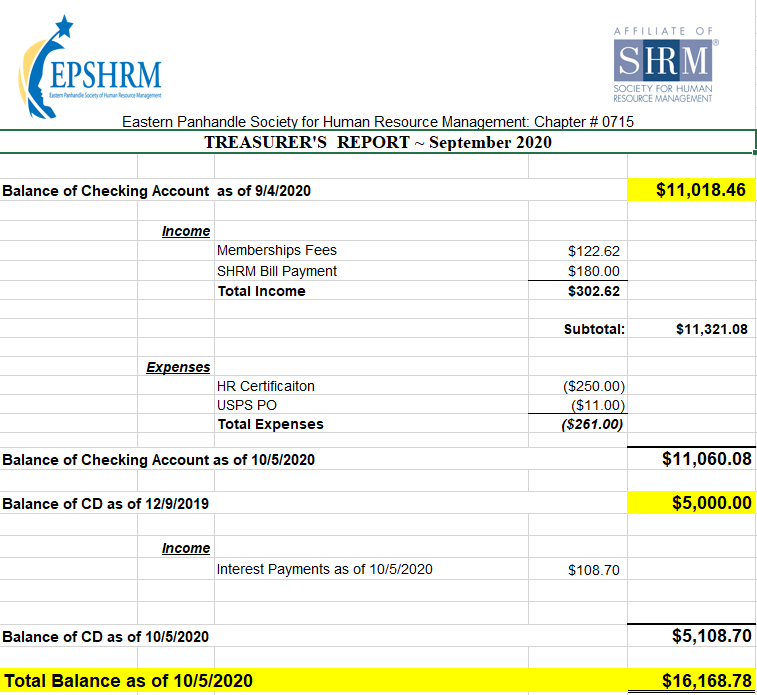 EPSHRM
Eastern Panhandle Society of Human Resource Management
AFFILIATE OF
SHRM®
SOCIETY FOR HUMAN
RESOURCE MANAGEMENT
Eastern Panhandle Society for Human Resource Management: Chapter # 0715
TREASURER'S REPORT ~ September 2020
Balance of Checking Account as of 9/4/2020 $11,018.46
Income
Memberships Fees $122.62
SHRM Bill Payment $180.00
Total Income $302.62
Subtotal: $11,321.08
Expenses
HR Certificaiton ($250.00)
USPS PO ($11.00)
Total Expenses ($261.00)
Balance of Checking Account as of 10/5/2020 $11,060.08
Balance of CD as of 12/9/2019 $5,000.00
Income
Interest Payments as of 10/5/2020 $108.70
Balance of CD as of 10/5/2020 $5,108.70
Total Balance as of 10/5/2020 $16,168.78